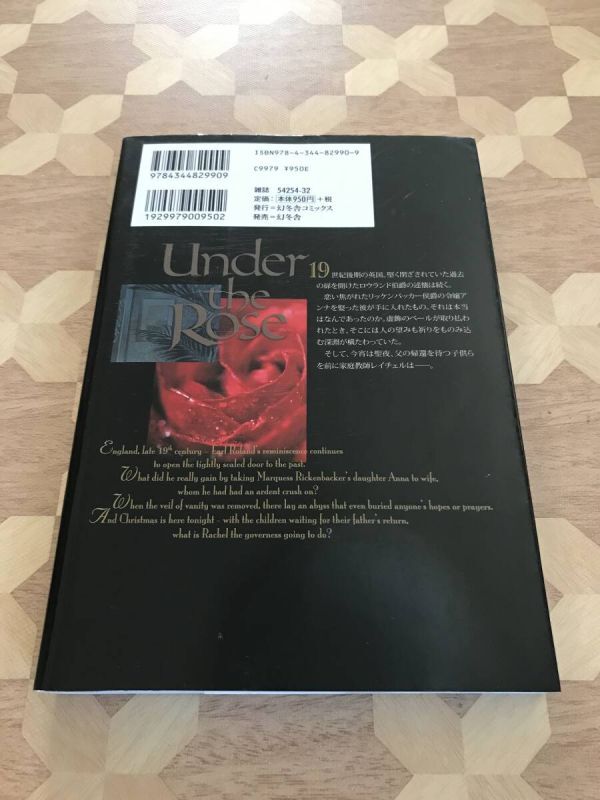 9784344829909
1929979009502
ISBN978-4-344-82990-9
C9979 ¥950E
雑誌 54254-32
定価:本体950円+税
発行=幻冬舎コミックス
発売=幻冬舎
Under
the
Rose
19世紀後期の英国、堅く閉ざされていた過去
の扉を開けたロウランド伯爵の述懐は続く。
恋い焦がれたリッケンバッカー侯爵の令嬢ア
ンナを娶った彼が手に入れたもの、それは本当
はなんであったのか。虚飾のベールが取り払わ
れたとき、そこには人の望みも祈りをものみ込
む深淵が横たわっていた。
そして、今宵は聖夜、父の帰還を待つ子供ら
を前に家庭教師レイチェルは――。
England, late 19th century – Earl Roland's reminiscence continues
to open the tightly sealed door to the past.
What did he really gain by taking Marquess Rickenbacker's daughter Anna to wife,
whom he had had an ardent crush on?
When the veil of vanity was removed, there lag an abyss that even buried anyone's hopes or prayers.
And Christmas is here tonight - with the children waiting for their father's return,
what is Rachel the governess going to do?